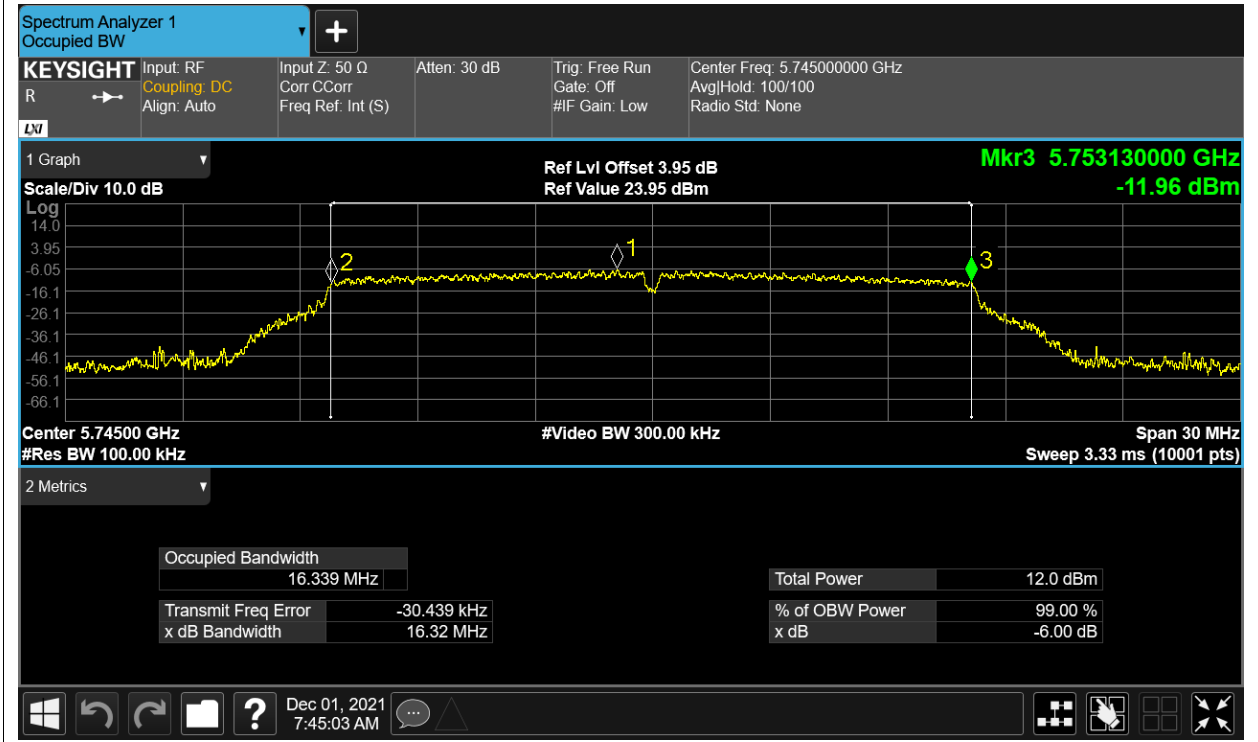 Spectrum Analyzer 1
Occupied BW
KEYSIGHT
R
LXI
Input: RF
Coupling: DC
Align: Auto
Input Z: 50 Ω
Corr CCorr
Freq Ref: Int (S)
Atten: 30 dB
Trig: Free Run
Gate: Off
#IF Gain: Low
Center Freq: 5.745000000 GHz
Avg|Hold: 100/100
Radio Std: None
1 Graph
Scale/Div 10.0 dB
Ref Lvl Offset 3.95 dB
Ref Value 23.95 dBm
Mkr3 5.753130000 GHz
-11.96 dBm
Log
14.0
3.95
-6.05
-16.1
-26.1
-36.1
-46.1
-56.1
-66.1
2
1
3
Center 5.74500 GHz
#Video BW 300.00 kHz
Span 30 MHz
#Res BW 100.00 kHz
Sweep 3.33 ms (10001 pts)
2 Metrics
Occupied Bandwidth
16.339 MHz
Transmit Freq Error -30.439 kHz
x dB Bandwidth 16.32 MHz
Total Power 12.0 dBm
% of OBW Power 99.00 %
x dB -6.00 dB
?
Dec 01, 2021
7:45:03 AM